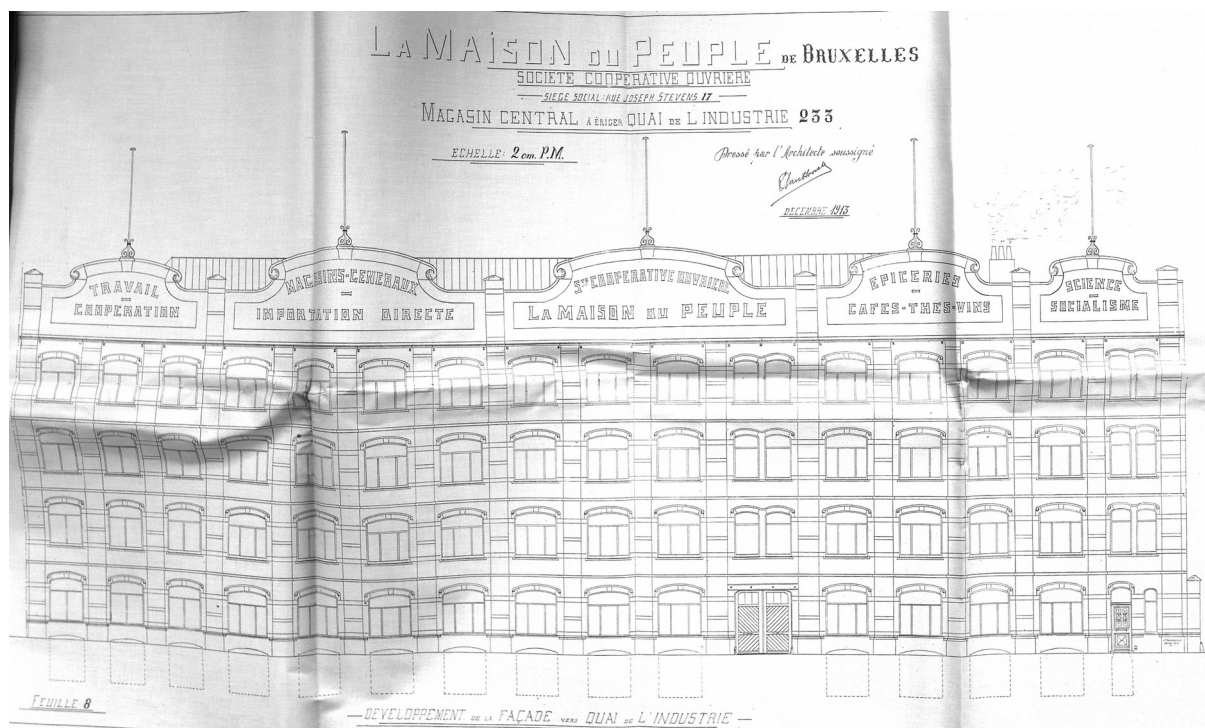 LA MAISON DU PEUPLE DE BRUXELLES
SOCIETE COOPERATIVE OUVRIERE
SIEGE SOCIAL: RUE JOSEPH STEVENS 17
MAGASIN CENTRAL A ÉRIGER QUAI DE L'INDUSTRIE 233
ECHELLE: 2 cm. P.M.
Dressé par l'Architecte soussigné
DECEMBRE 1913
TRAVAIL
-
COOPERATION
MAGASINS-GENERAUX
-
IMPORTATION DIRECTE
STÉ COOPERATIVE OUVRIERE
LA MAISON DU PEUPLE
EPICERIES
-
CAFES-THES-VINS
SCIENCE
-
SOCIALISME
FEUILLE 8
DÉVELOPPEMENT DE LA FAÇADE VERS QUAI DE L'INDUSTRIE